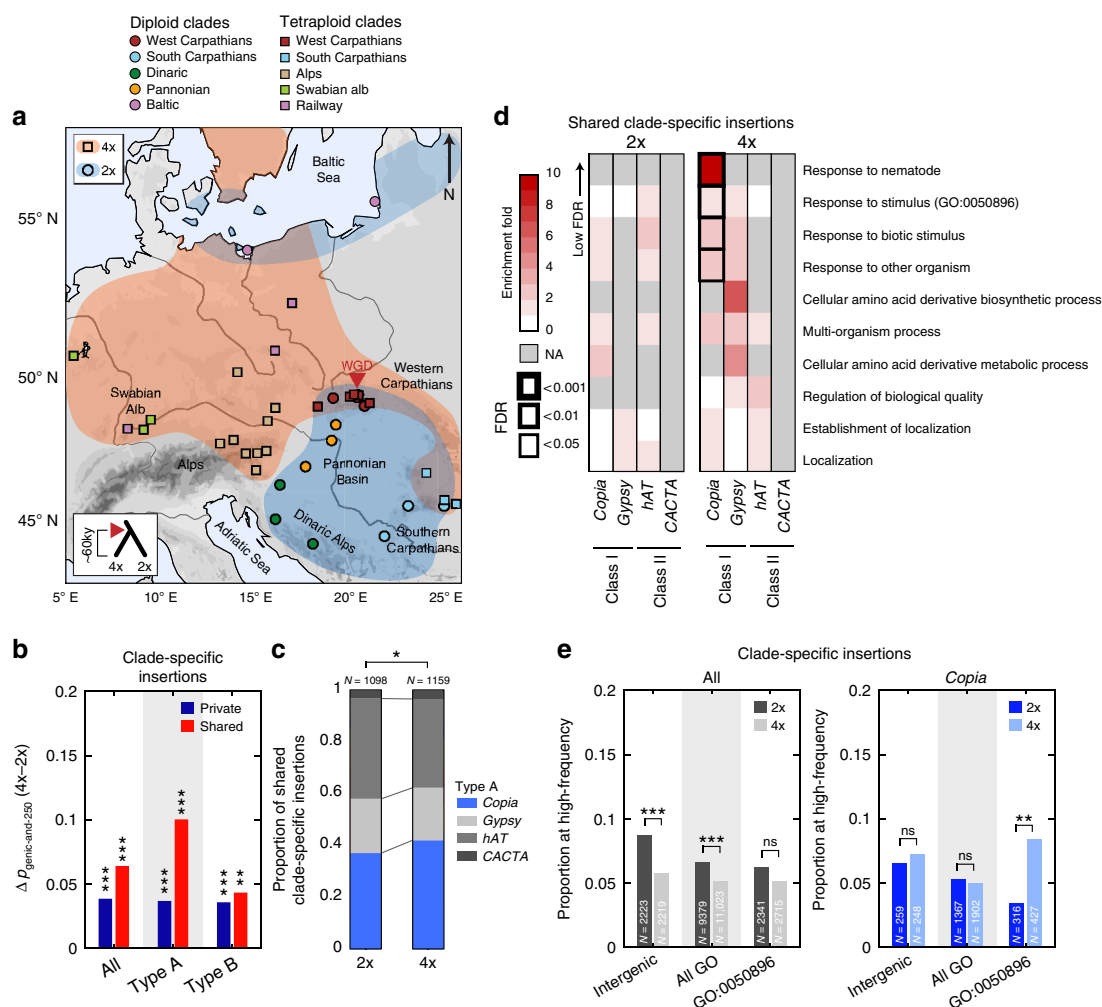 Diploid clades
West Carpathians
South Carpathians
Dinaric
Pannonian
Baltic
Tetraploid clades
West Carpathians
South Carpathians
Alps
Swabian alb
Railway
a
4x
2x
Baltic
Sea
N
55° N
50° N
45° N
WGD
Western
Carpathians
Swabian
Alb
Alps
Pannonian
Basin
Dinaric Alps
Southern
Carpathians
Adriatic Sea
~60ky
4x 2x
5° E 10° E 15° E 20° E 25° E
d
Shared clade-specific insertions
2x 4x
Enrichment fold
10
8
6
4
2
0
Low FDR
NA
FDR
<0.001
<0.01
<0.05
Response to nematode
Response to stimulus (GO:0050896)
Response to biotic stimulus
Response to other organism
Cellular amino acid derivative biosynthetic process
Multi-organism process
Cellular amino acid derivative metabolic process
Regulation of biological quality
Establishment of localization
Localization
Copia Gypsy hAT CACTA Copia Gypsy hAT CACTA
Class I Class II Class I Class II
b
Clade-specific
insertions
Private
Shared
Δ p genic-and-250 (4x–2x)
0.2
0.15
0.1
0.05
0
*** *** *** *** *** **
All Type A Type B
c
*
N = 1098 N = 1159
Proportion of shared
clade-specific insertions
1
0.8
0.6
0.4
0.2
0
2x 4x
Type A
Copia
Gypsy
hAT
CACTA
e
Clade-specific insertions
All
Proportion at high-frequency
0.2
0.15
0.1
0.05
0
2x
4x
*** *** ns
N = 2223 N = 2219 N = 9379 N = 11,023 N = 2341 N = 2715
Intergenic All GO GO:0050896
Copia
Proportion at high-frequency
0.2
0.15
0.1
0.05
0
2x
4x
ns ns **
N = 259 N = 248 N = 1367 N = 1902 N = 316 N = 427
Intergenic All GO GO:0050896